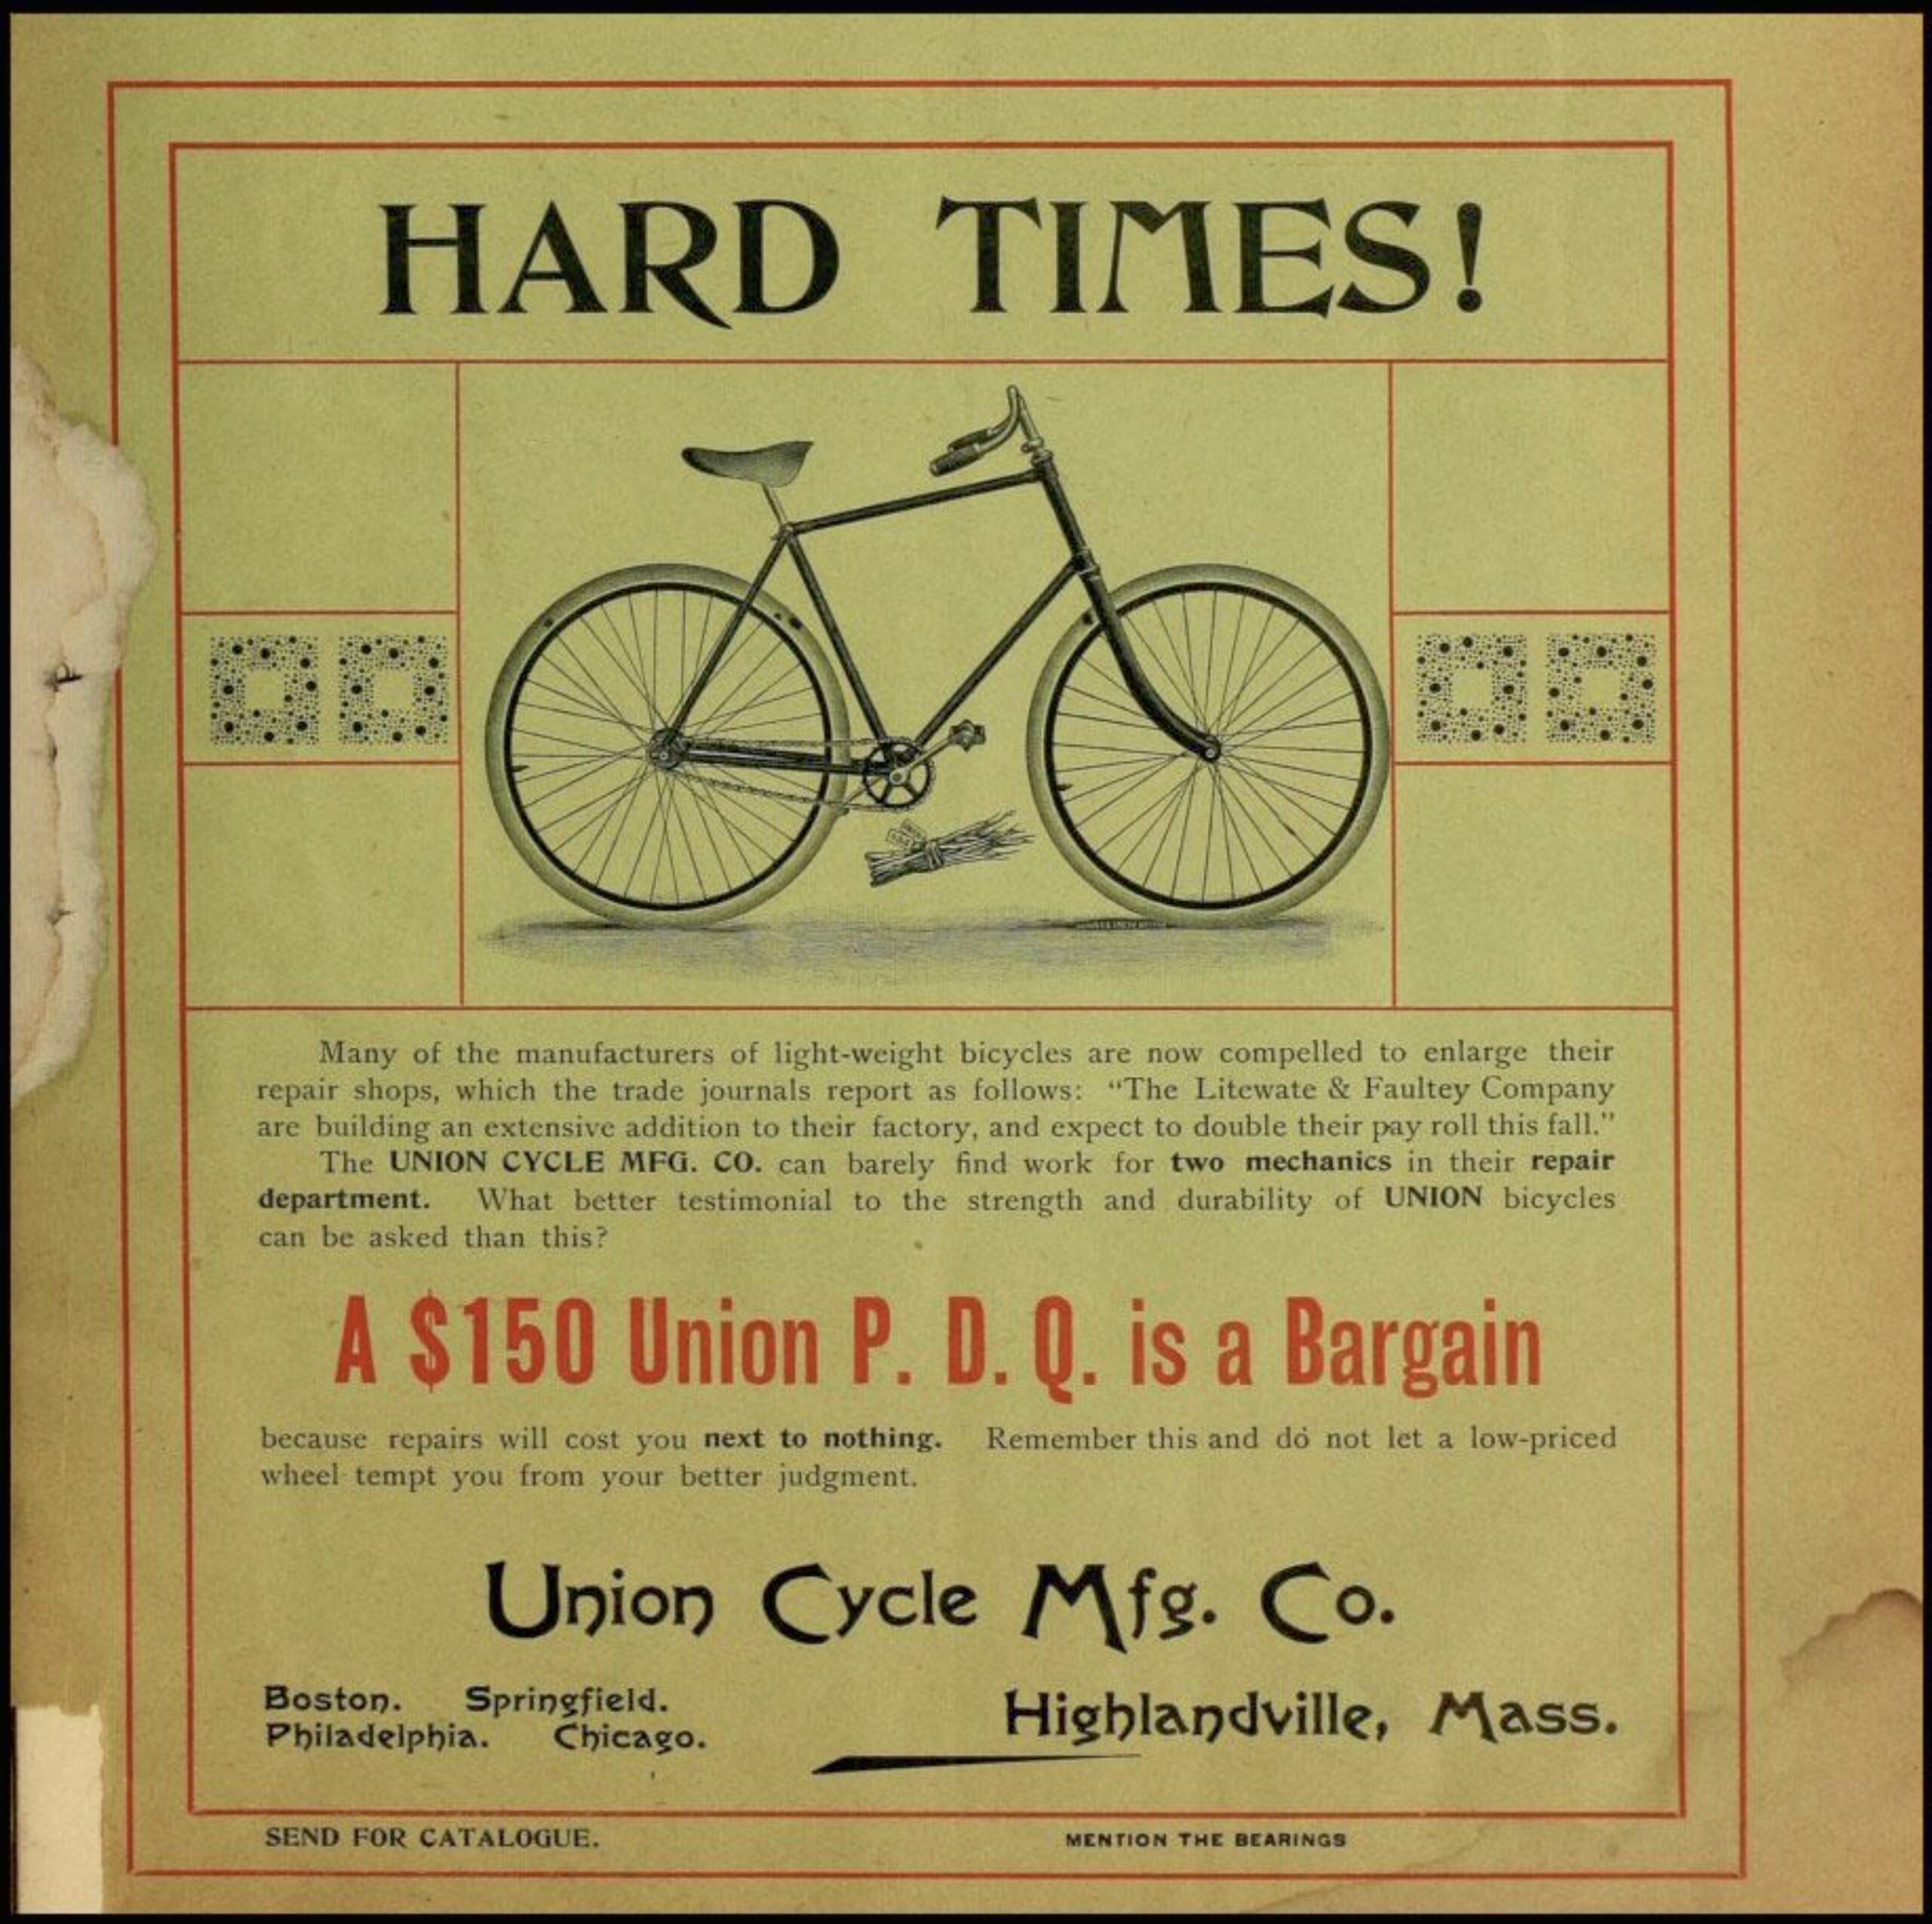 HARD TIMES!
Many of the manufacturers of light-weight bicycles are now compelled to enlarge their
repair shops, which the trade journals report as follows: “The Litewate & Faultey Company
are building an extensive addition to their factory, and expect to double their pay roll this fall.”
The UNION CYCLE MFG. CO. can barely find work for two mechanics in their repair
department. What better testimonial to the strength and durability of UNION bicycles
can be asked than this?
A $150 Union P. D. Q. is a Bargain
because repairs will cost you next to nothing. Remember this and do not let a low-priced
wheel tempt you from your better judgment.
Union Cycle Mfg. Co.
Boston. Springfield.
Philadelphia. Chicago.
Highlandville, Mass.
SEND FOR CATALOGUE.
MENTION THE BEARINGS